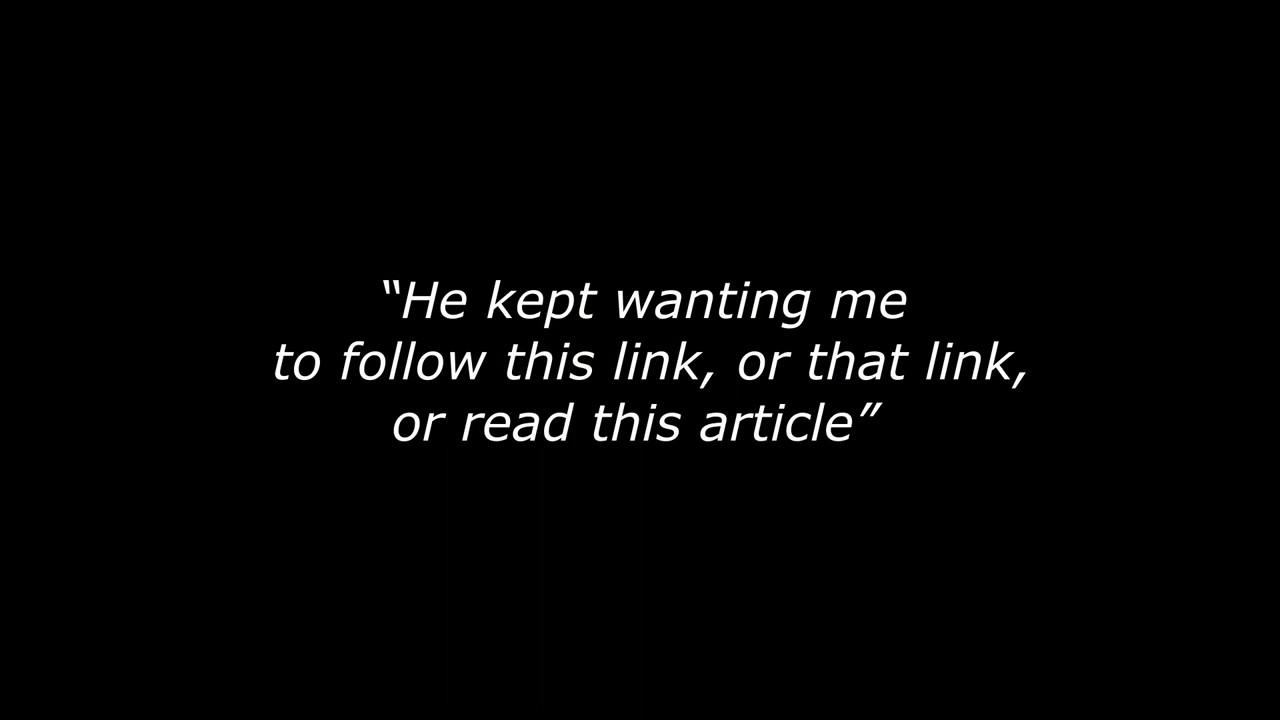 “He kept wanting me
to follow this link, or that link,
or read this article”